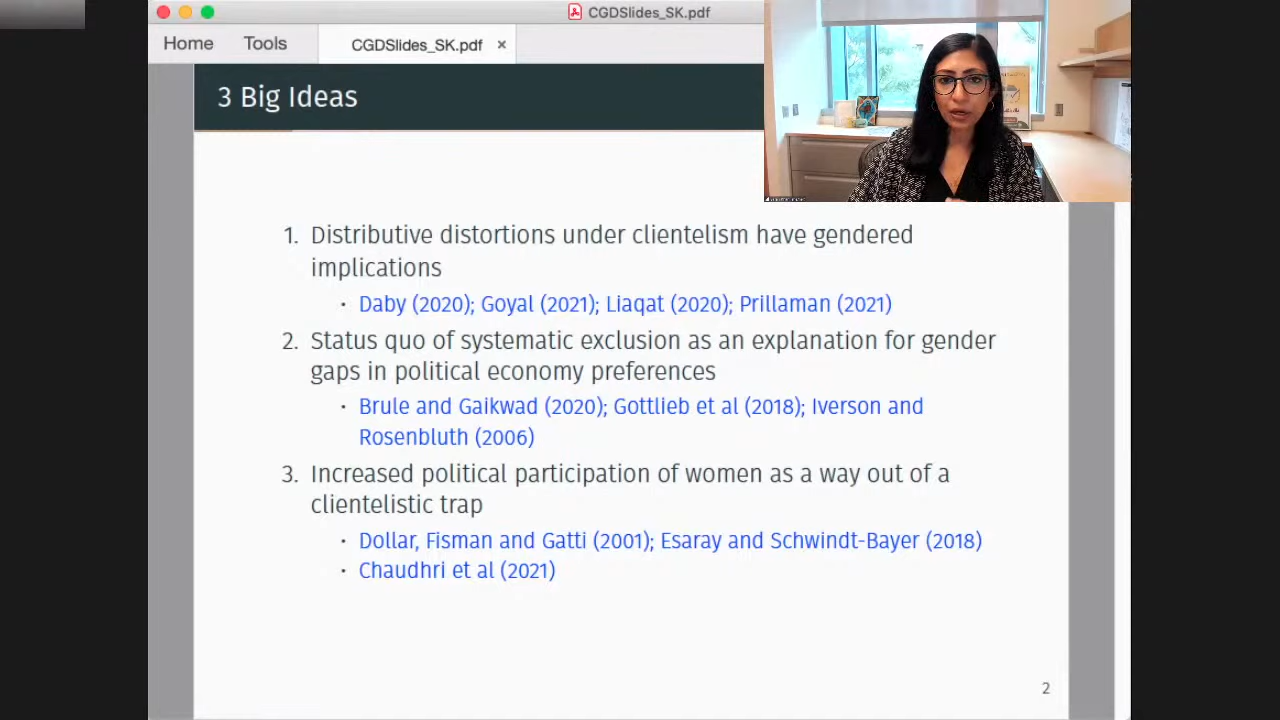 CGDSlides_SK.pdf
Home Tools CGDSlides_SK.pdf ×
3 Big Ideas
1. Distributive distortions under clientelism have gendered
implications
· Daby (2020); Goyal (2021); Liaqat (2020); Prillaman (2021)
2. Status quo of systematic exclusion as an explanation for gender
gaps in political economy preferences
· Brule and Gaikwad (2020); Gottlieb et al (2018); Iverson and
Rosenbluth (2006)
3. Increased political participation of women as a way out of a
clientelistic trap
· Dollar, Fisman and Gatti (2001); Esaray and Schwindt-Bayer (2018)
· Chaudhri et al (2021)
2